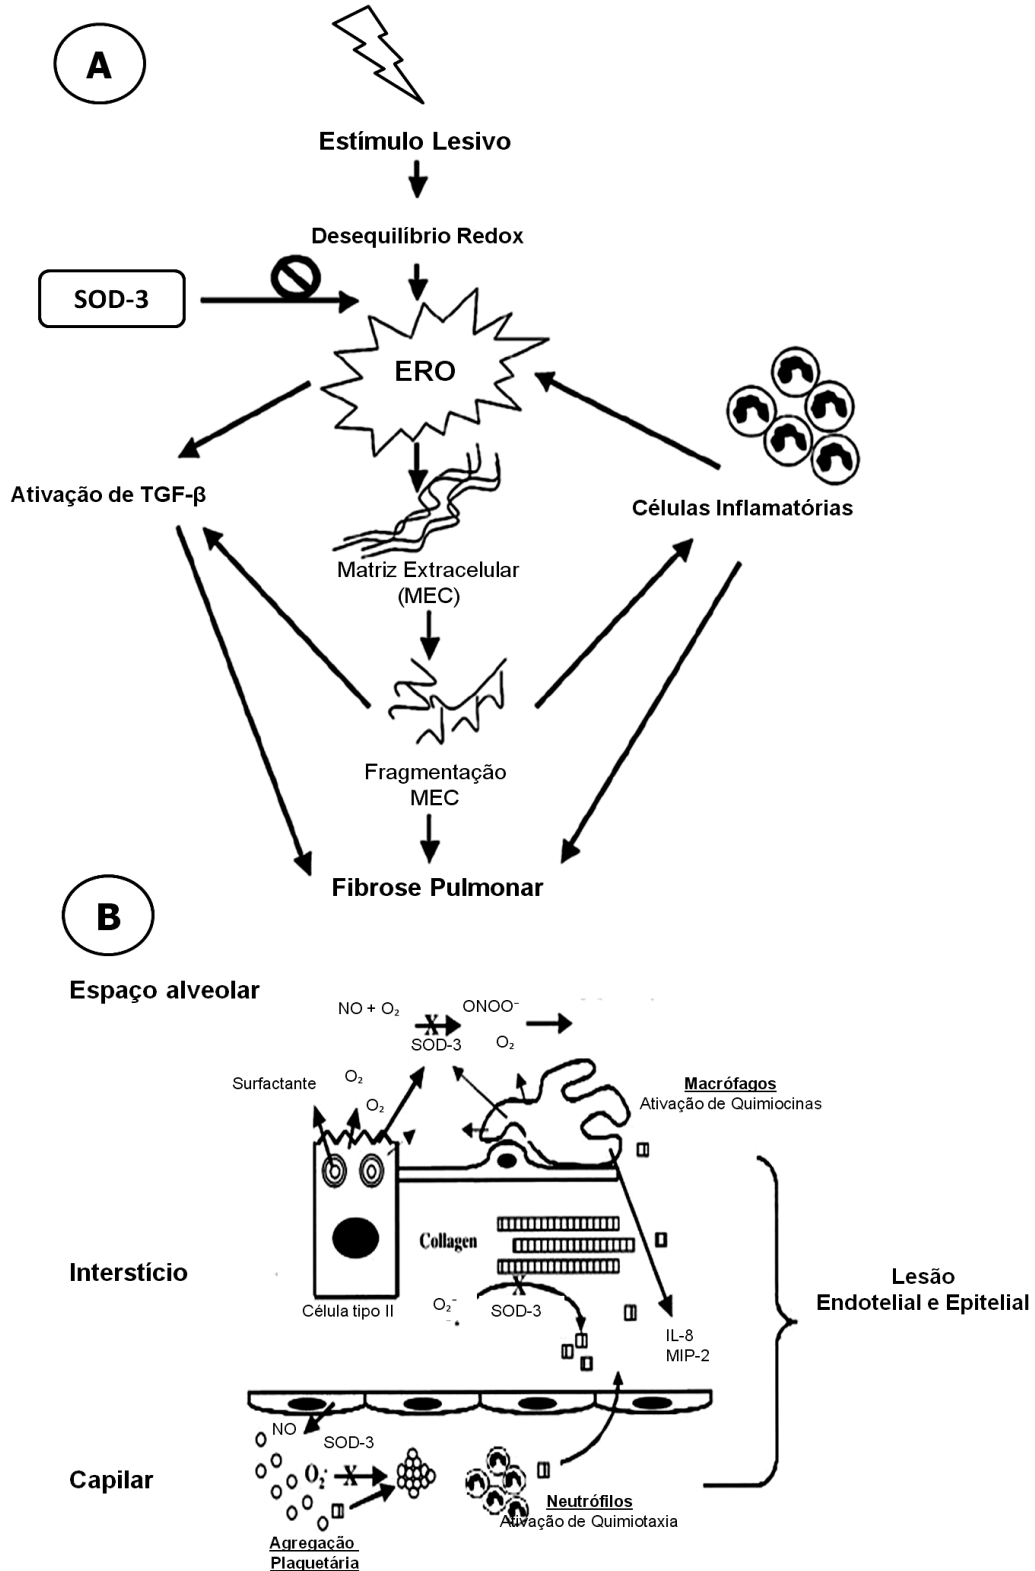 A
Estímulo Lesivo
Desequilíbrio Redox
SOD-3
ERO
Ativação de TGF-β
Células Inflamatórias
Matriz Extracelular
(MEC)
Fragmentação
MEC
Fibrose Pulmonar
B
Espaço alveolar
NO + O₂
ONOO⁻
X
SOD-3
O₂
Surfactante
O₂
O₂
Macrófagos
Ativação de Quimiocinas
Collagen
Interstício
Célula tipo II
O₂⁻
X
SOD-3
IL-8
MIP-2
Lesão
Endotelial e Epitelial
NO
SOD-3
Capilar
O₂⁻
X
Neutrófilos
Ativação de Quimiotaxia
Agregação
Plaquetária